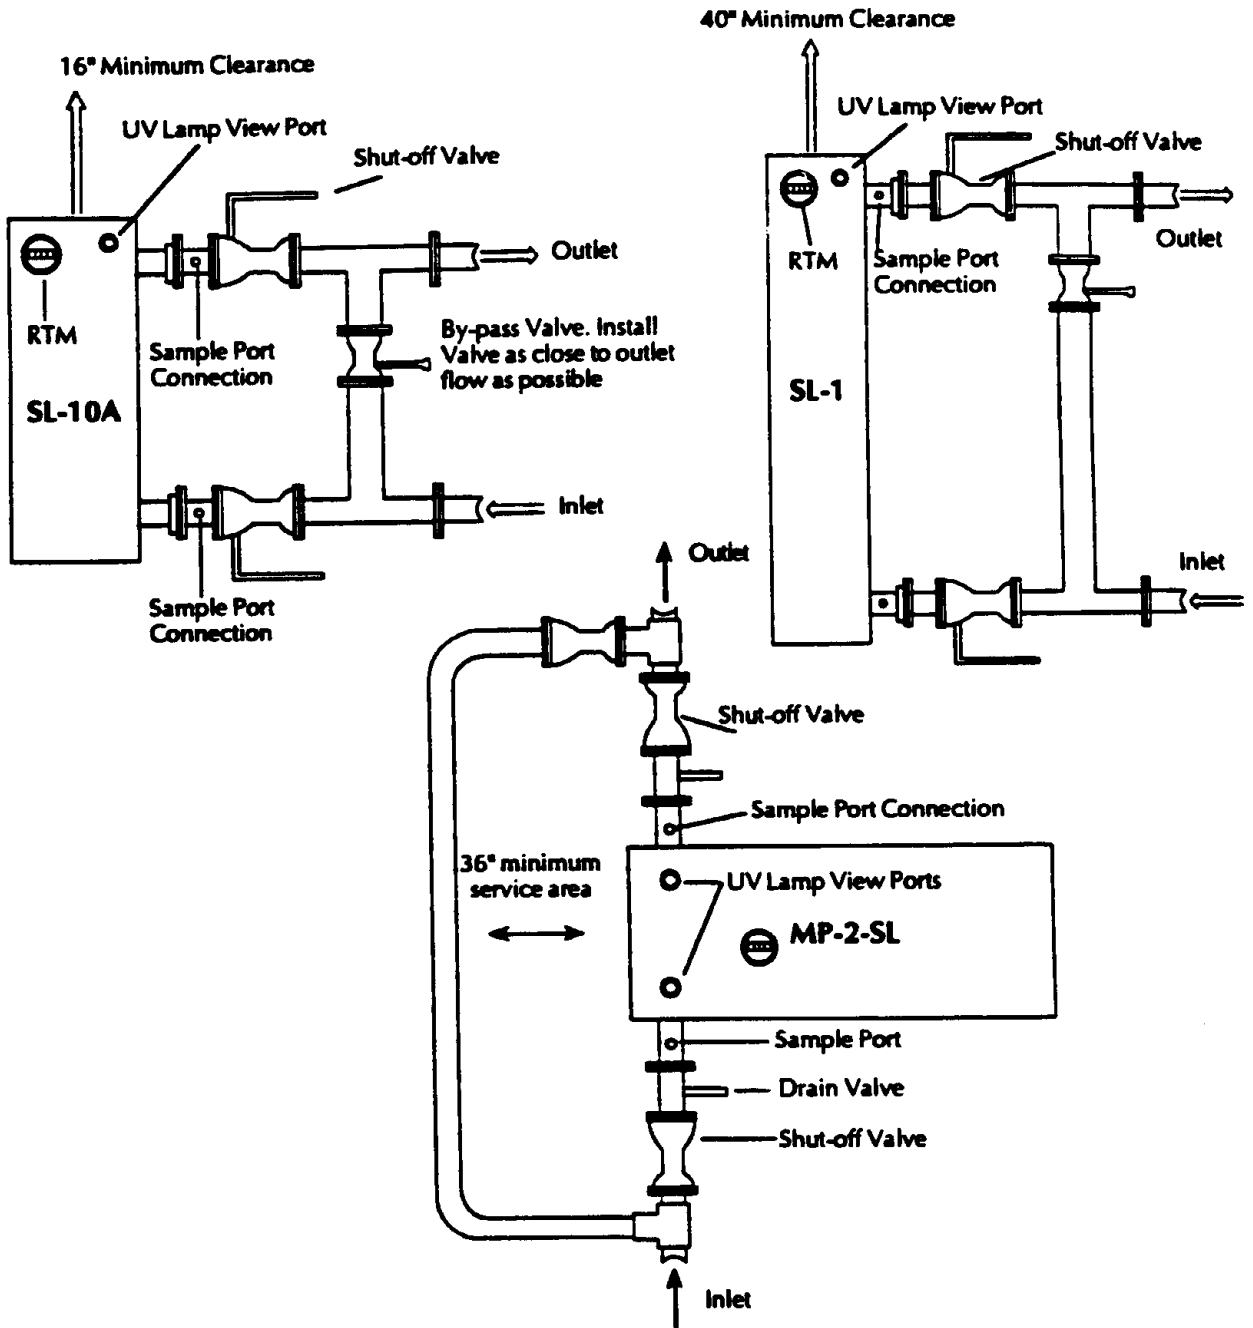 16" Minimum Clearance
UV Lamp View Port
Shut-off Valve
Outlet
RTM
Sample Port
Connection
By-pass Valve. Install
Valve as close to outlet
flow as possible
SL-10A
Inlet
Sample Port
Connection
40" Minimum Clearance
UV Lamp View Port
Shut-off Valve
RTM
Sample Port
Connection
Outlet
SL-1
Inlet
Outlet
Shut-off Valve
Sample Port Connection
36" minimum
service area
UV Lamp View Ports
MP-2-SL
Sample Port
Drain Valve
Shut-off Valve
Inlet